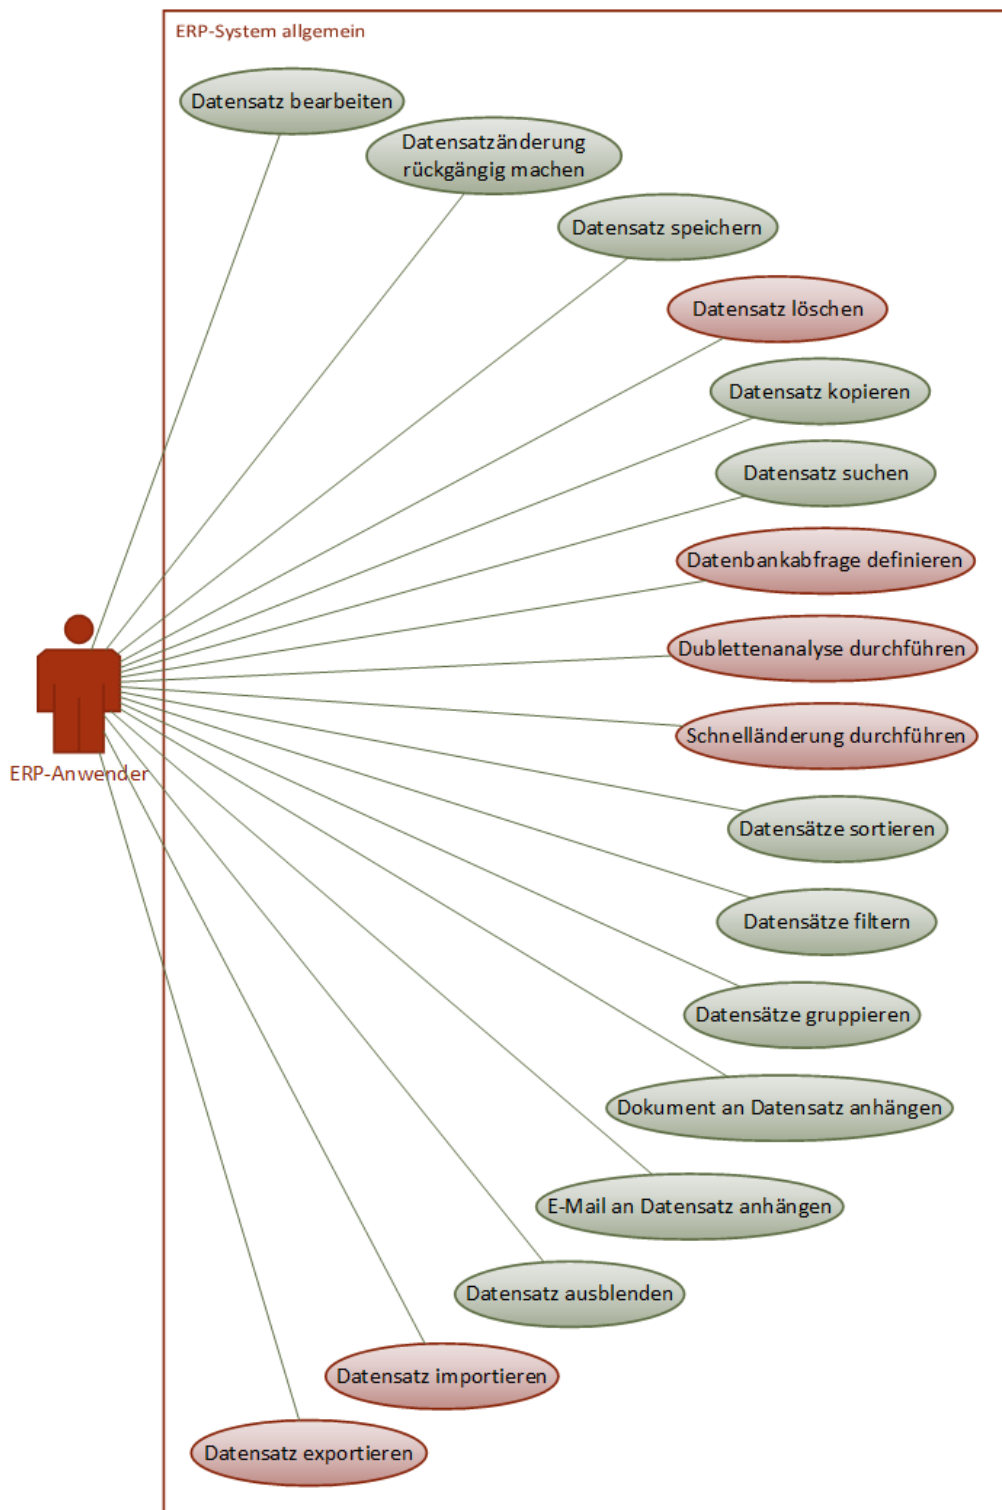 ERP-System allgemein
Datensatz bearbeiten
Datensatzänderung
rückgängig machen
Datensatz speichern
Datensatz löschen
Datensatz kopieren
Datensatz suchen
Datenbankabfrage definieren
Dublettenanalyse durchführen
Schnelländerung durchführen
ERP-Anwender
Datensätze sortieren
Datensätze filtern
Datensätze gruppieren
Dokument an Datensatz anhängen
E-Mail an Datensatz anhängen
Datensatz ausblenden
Datensatz importieren
Datensatz exportieren